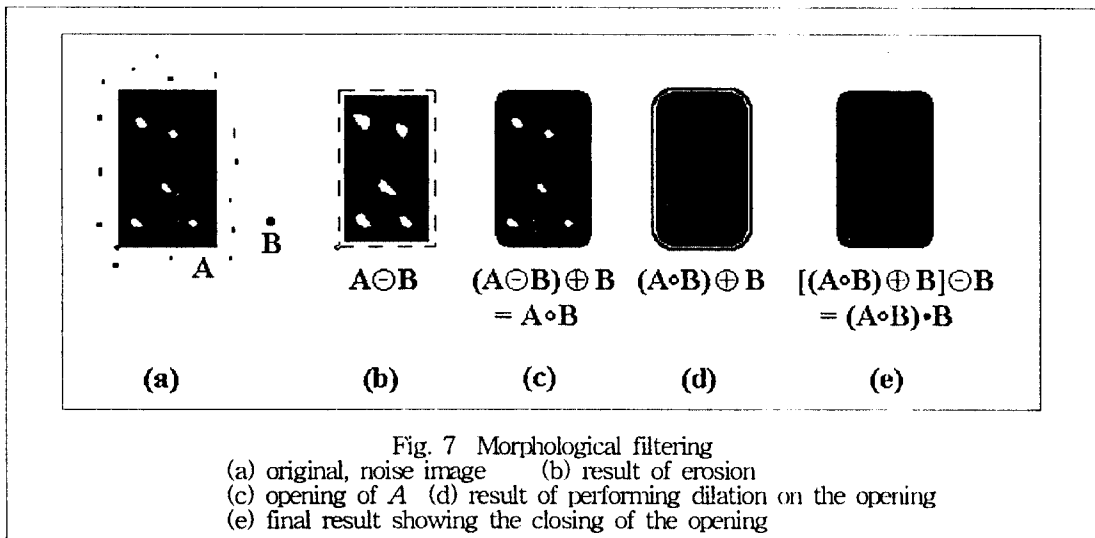 A
B
A⊖B
(A⊖B)⊕B
= A∘B
(A∘B)⊕B
[(A∘B)⊕B]⊖B
= (A∘B)•B
(a)
(b)
(c)
(d)
(e)
Fig. 7 Morphological filtering
(a) original, noise image (b) result of erosion
(c) opening of A (d) result of performing dilation on the opening
(e) final result showing the closing of the opening